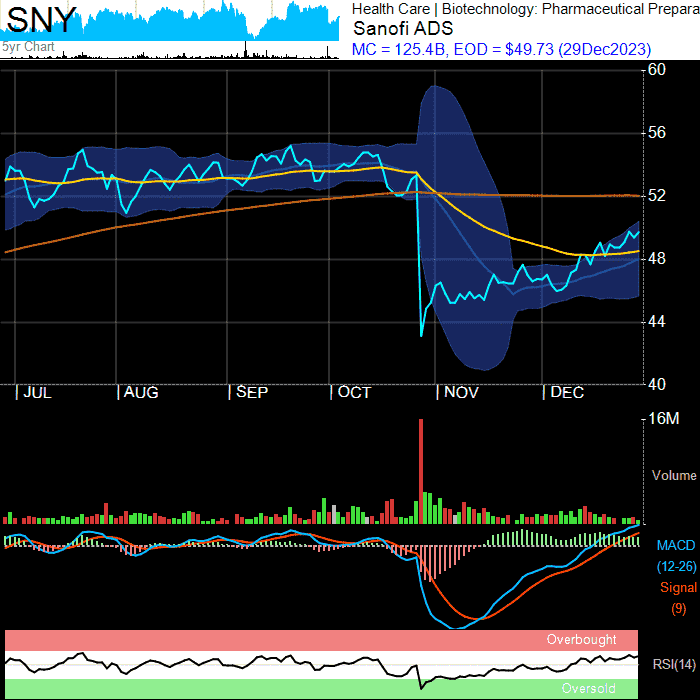 SNY
5yr Chart
Health Care | Biotechnology: Pharmaceutical Prepara
Sanofi ADS
MC = 125.4B, EOD = $49.73 (29Dec2023)
60
56
52
48
44
40
JUL
AUG
SEP
OCT
NOV
DEC
16M
Volume
MACD
(12-26)
Signal
(9)
Overbought
RSI(14)
Oversold